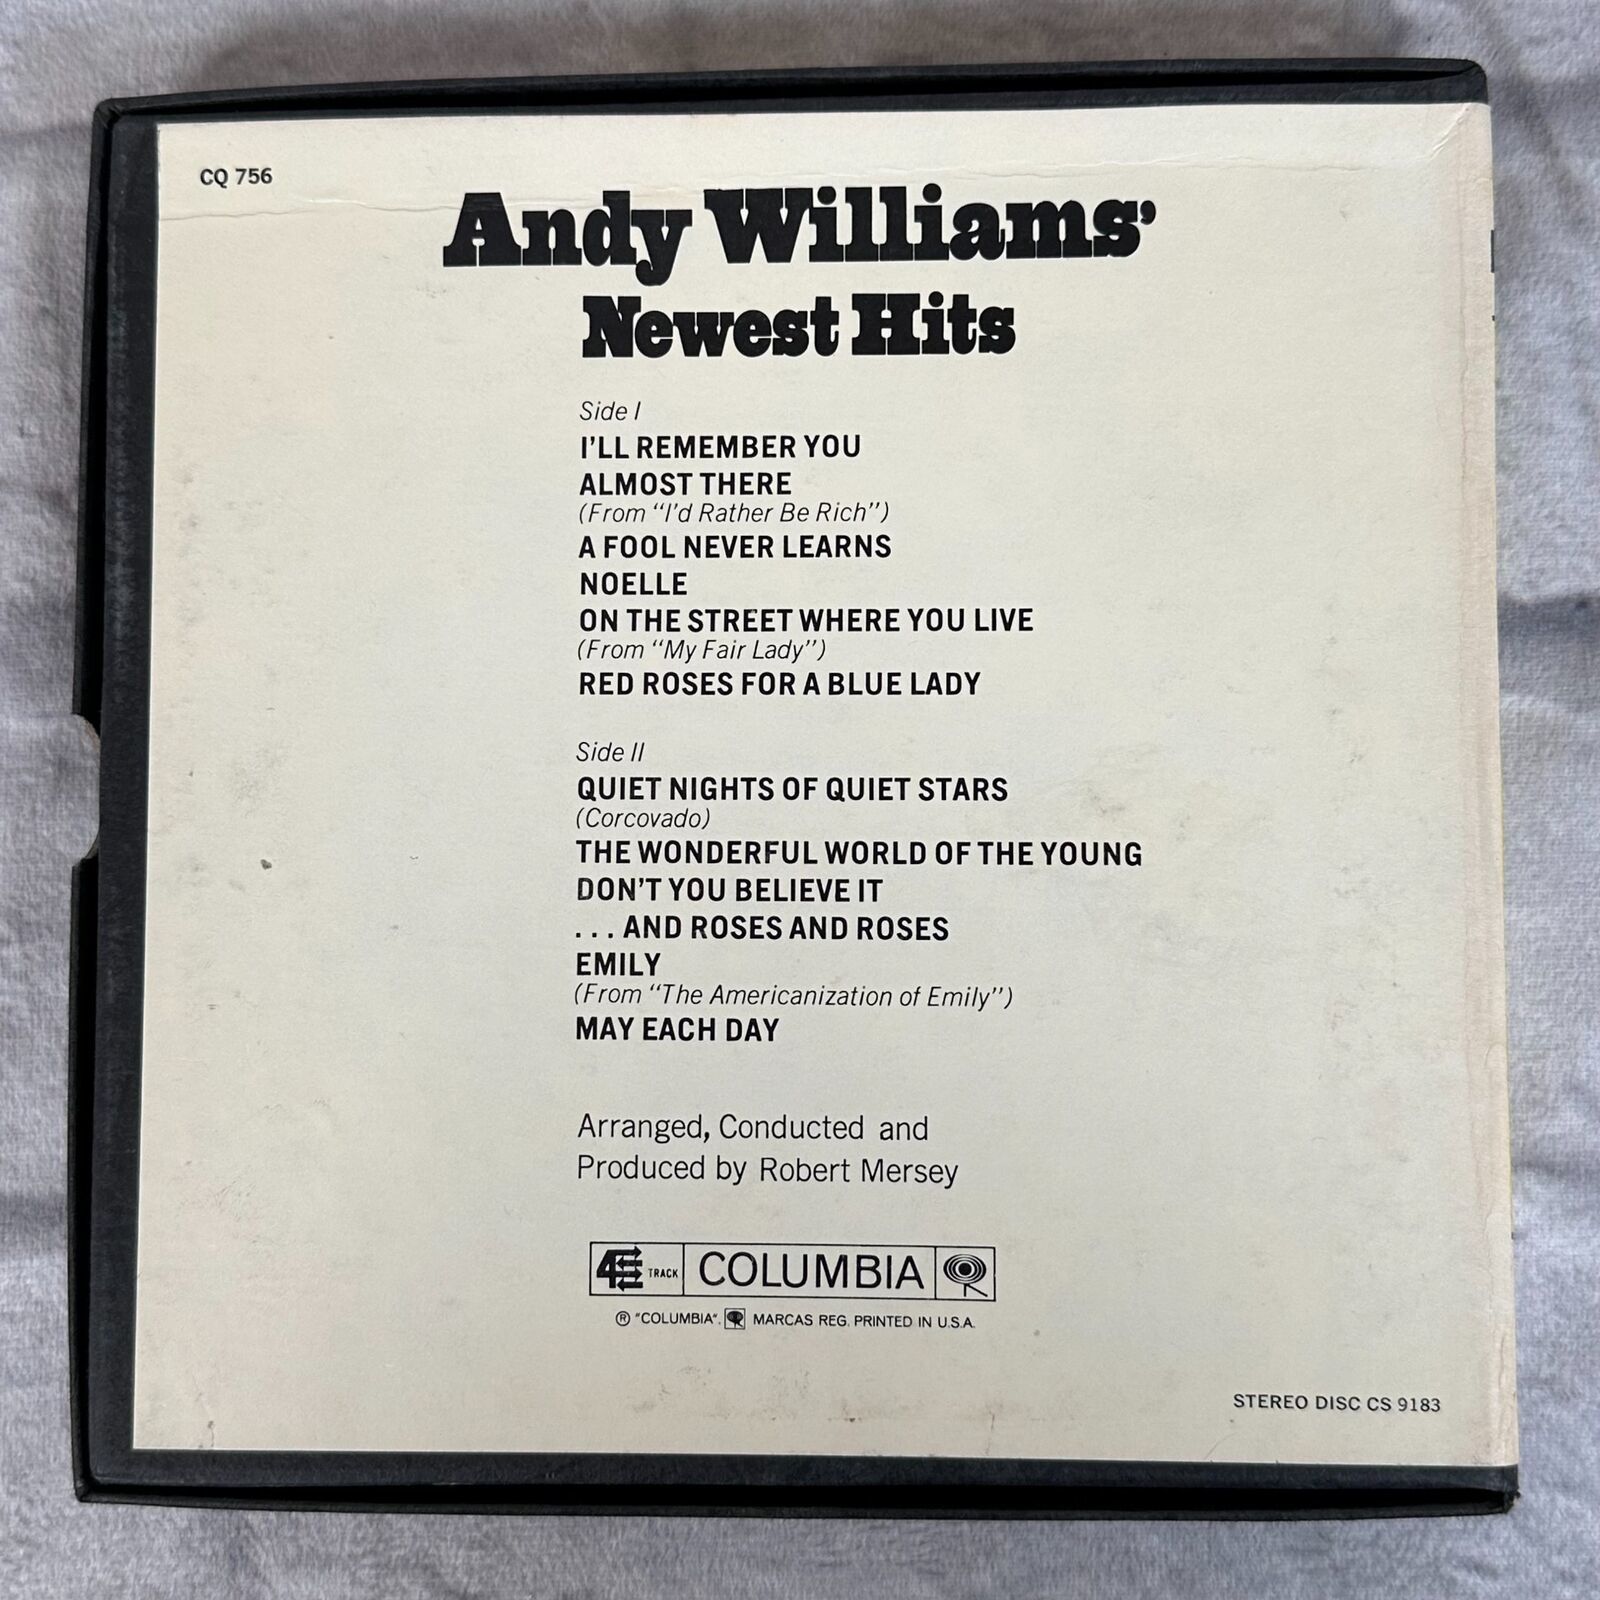 CQ 756
Andy Williams'
Newest Hits
Side I
I'LL REMEMBER YOU
ALMOST THERE
(From "I'd Rather Be Rich")
A FOOL NEVER LEARNS
NOELLE
ON THE STREET WHERE YOU LIVE
(From "My Fair Lady")
RED ROSES FOR A BLUE LADY
Side II
QUIET NIGHTS OF QUIET STARS
(Corcovado)
THE WONDERFUL WORLD OF THE YOUNG
DON'T YOU BELIEVE IT
. . . AND ROSES AND ROSES
EMILY
(From "The Americanization of Emily")
MAY EACH DAY
Arranged, Conducted and
Produced by Robert Mersey
4 TRACK COLUMBIA
® "COLUMBIA". MARCAS REG. PRINTED IN U.S.A.
STEREO DISC CS 9183